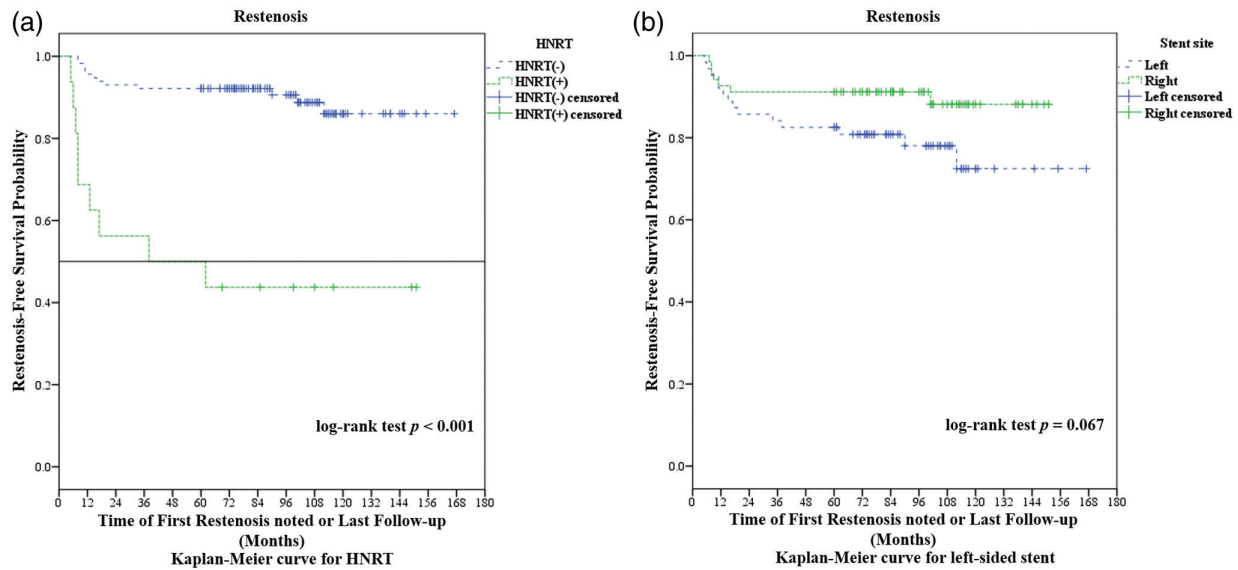 (a)
Restenosis
HNRT
HNRT(-)
HNRT(+)
HNRT(-) censored
HNRT(+) censored
Restenosis-Free Survival Probability
1.0
0.8
0.6
0.4
0.2
0.0
log-rank test p < 0.001
0 12 24 36 48 60 72 84 96 108 120 132 144 156 168 180
Time of First Restenosis noted or Last Follow-up
(Months)
Kaplan-Meier curve for HNRT
(b)
Restenosis
Stent site
Left
Right
Left censored
Right censored
Restenosis-Free Survival Probability
1.0
0.8
0.6
0.4
0.2
0.0
log-rank test p = 0.067
0 12 24 36 48 60 72 84 96 108 120 132 144 156 168 180
Time of First Restenosis noted or Last Follow-up
(Months)
Kaplan-Meier curve for left-sided stent